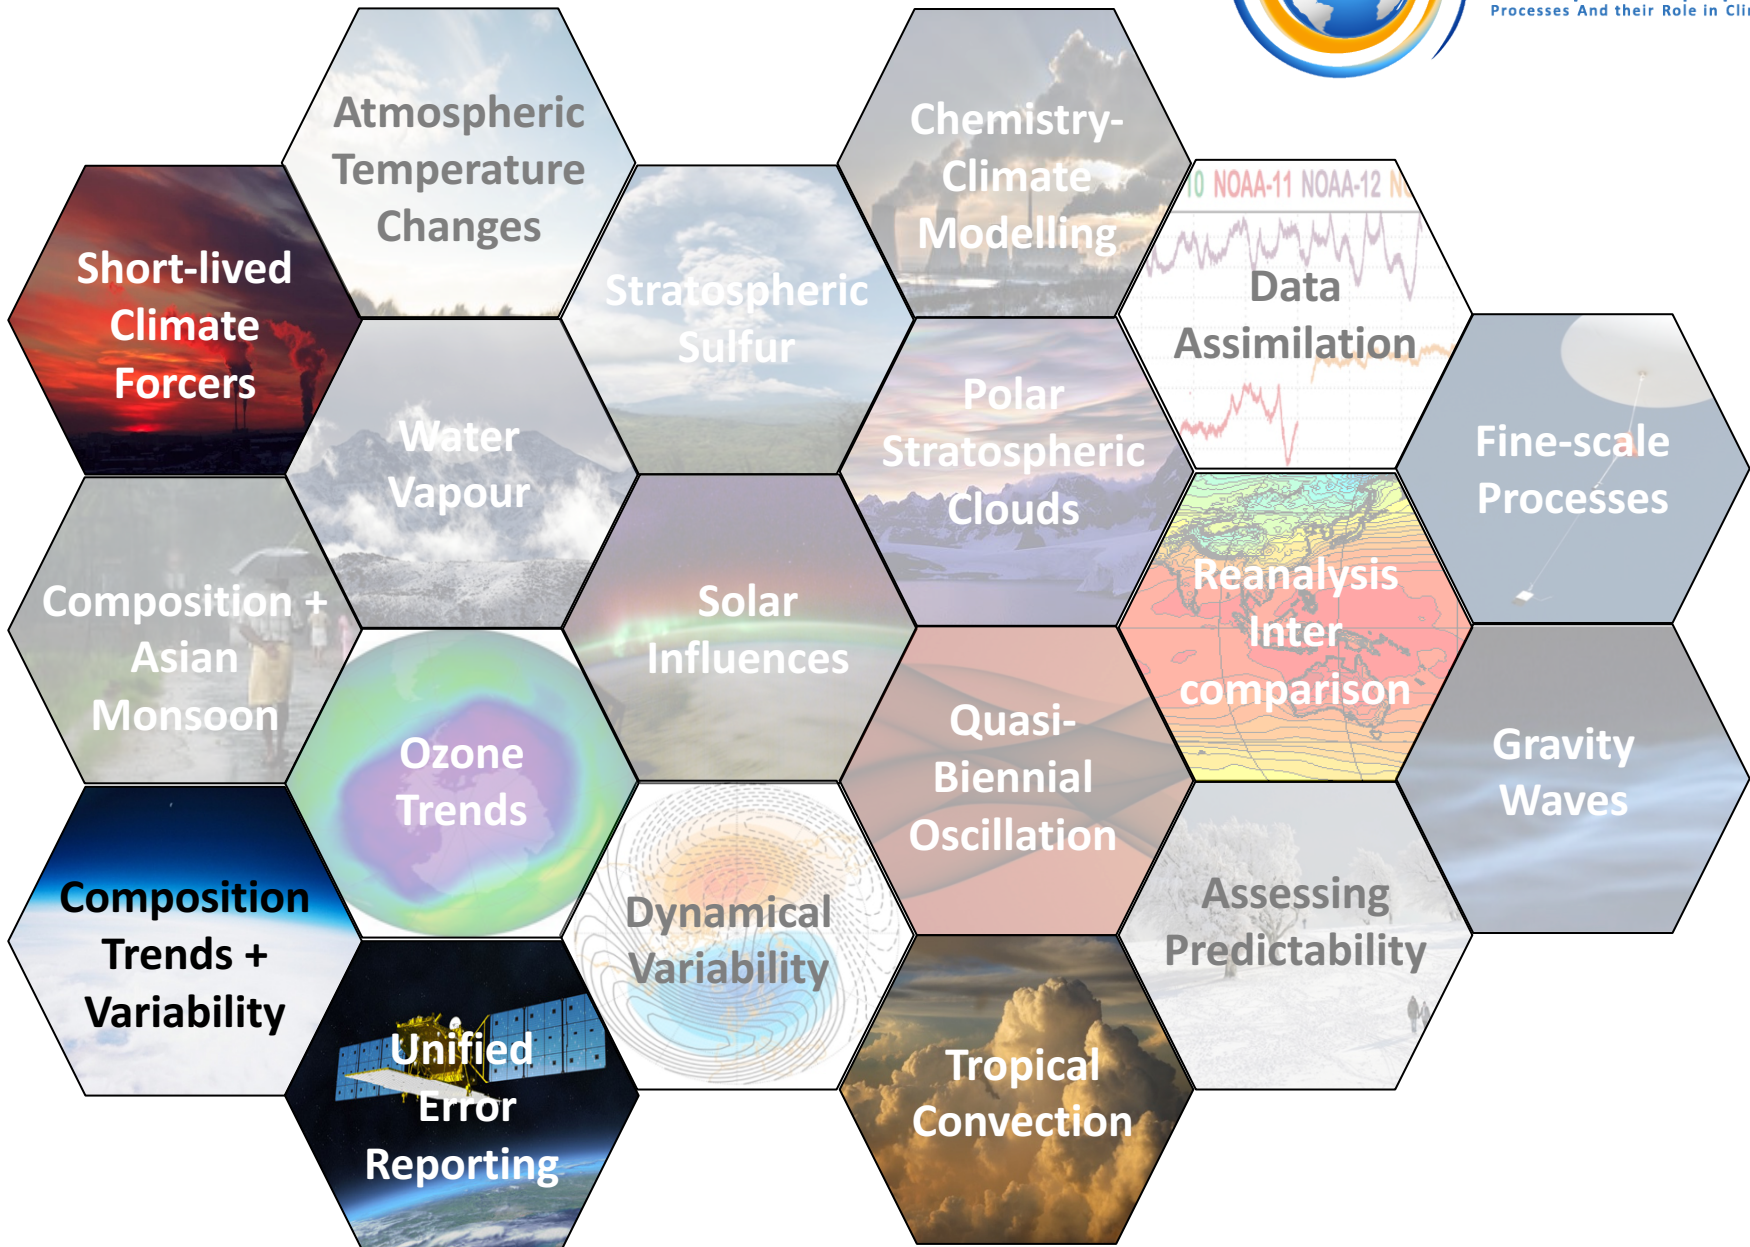 Processes And their Role in Cli
Atmospheric
Temperature
Changes
Chemistry-
Climate
Modelling
10 NOAA-11 NOAA-12
Short-lived
Climate
Forcers
Stratospheric
Sulfur
Data
Assimilation
Water
Vapour
Polar
Stratospheric
Clouds
Fine-scale
Processes
Composition +
Asian
Monsoon
Solar
Influences
Reanalysis
Inter
comparison
Ozone
Trends
Quasi-
Biennial
Oscillation
Gravity
Waves
Composition
Trends +
Variability
Dynamical
Variability
Assessing
Predictability
Unified
Error
Reporting
Tropical
Convection